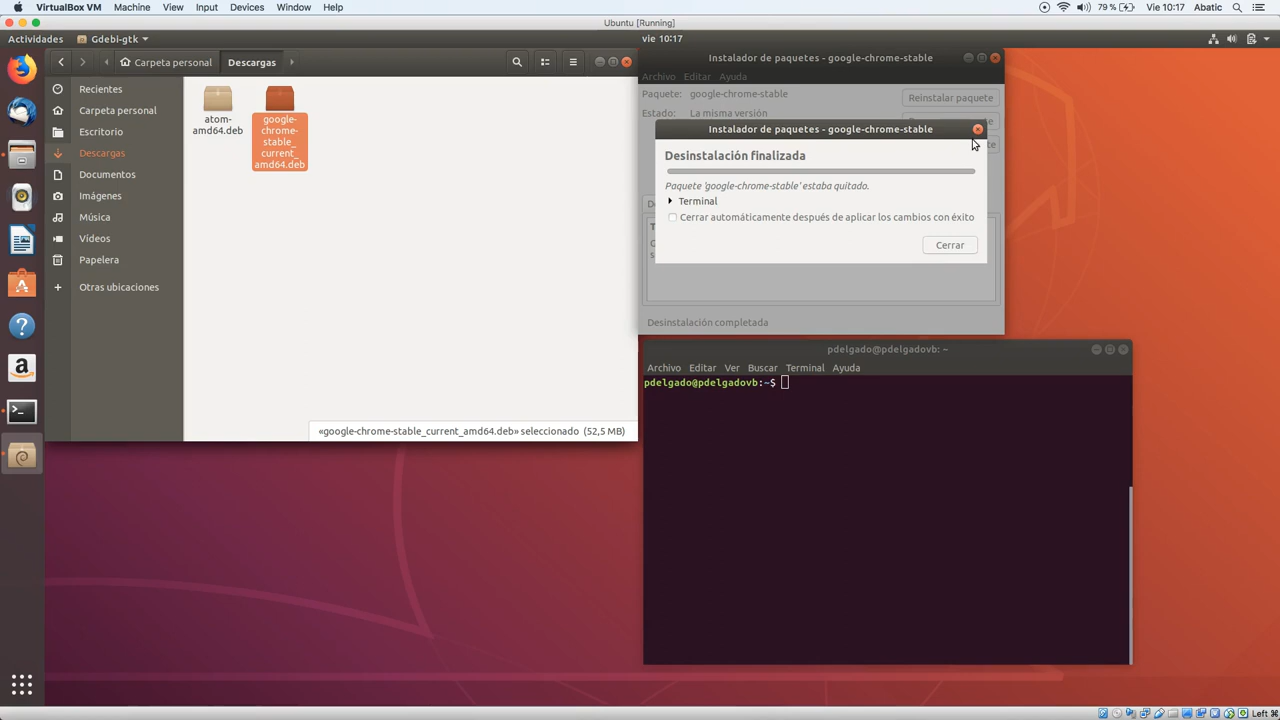 VirtualBox VM Machine View Input Devices Window Help
79 % Vie 10:17 Abatic
Ubuntu [Running]
Actividades Gdebi-gtk vie 10:17
Carpeta personal Descargas
Recientes
Carpeta personal
Escritorio
Descargas
Documentos
Imágenes
Música
Vídeos
Papelera
Otras ubicaciones
atom-
amd64.deb
google-
chrome-
stable_
current_
amd64.deb
«google-chrome-stable_current_amd64.deb» seleccionado (52,5 MB)
Instalador de paquetes - google-chrome-stable
Archivo Editar Ayuda
Paquete: google-chrome-stable
Reinstalar paquete
Estado: La misma versión
Instalador de paquetes - google-chrome-stable
Desinstalación finalizada
Paquete 'google-chrome-stable' estaba quitado.
Terminal
Cerrar automáticamente después de aplicar los cambios con éxito
Cerrar
Desinstalación completada
pdelgado@pdelgadovb: ~
Archivo Editar Ver Buscar Terminal Ayuda
pdelgado@pdelgadovb:~$
Left ⌘